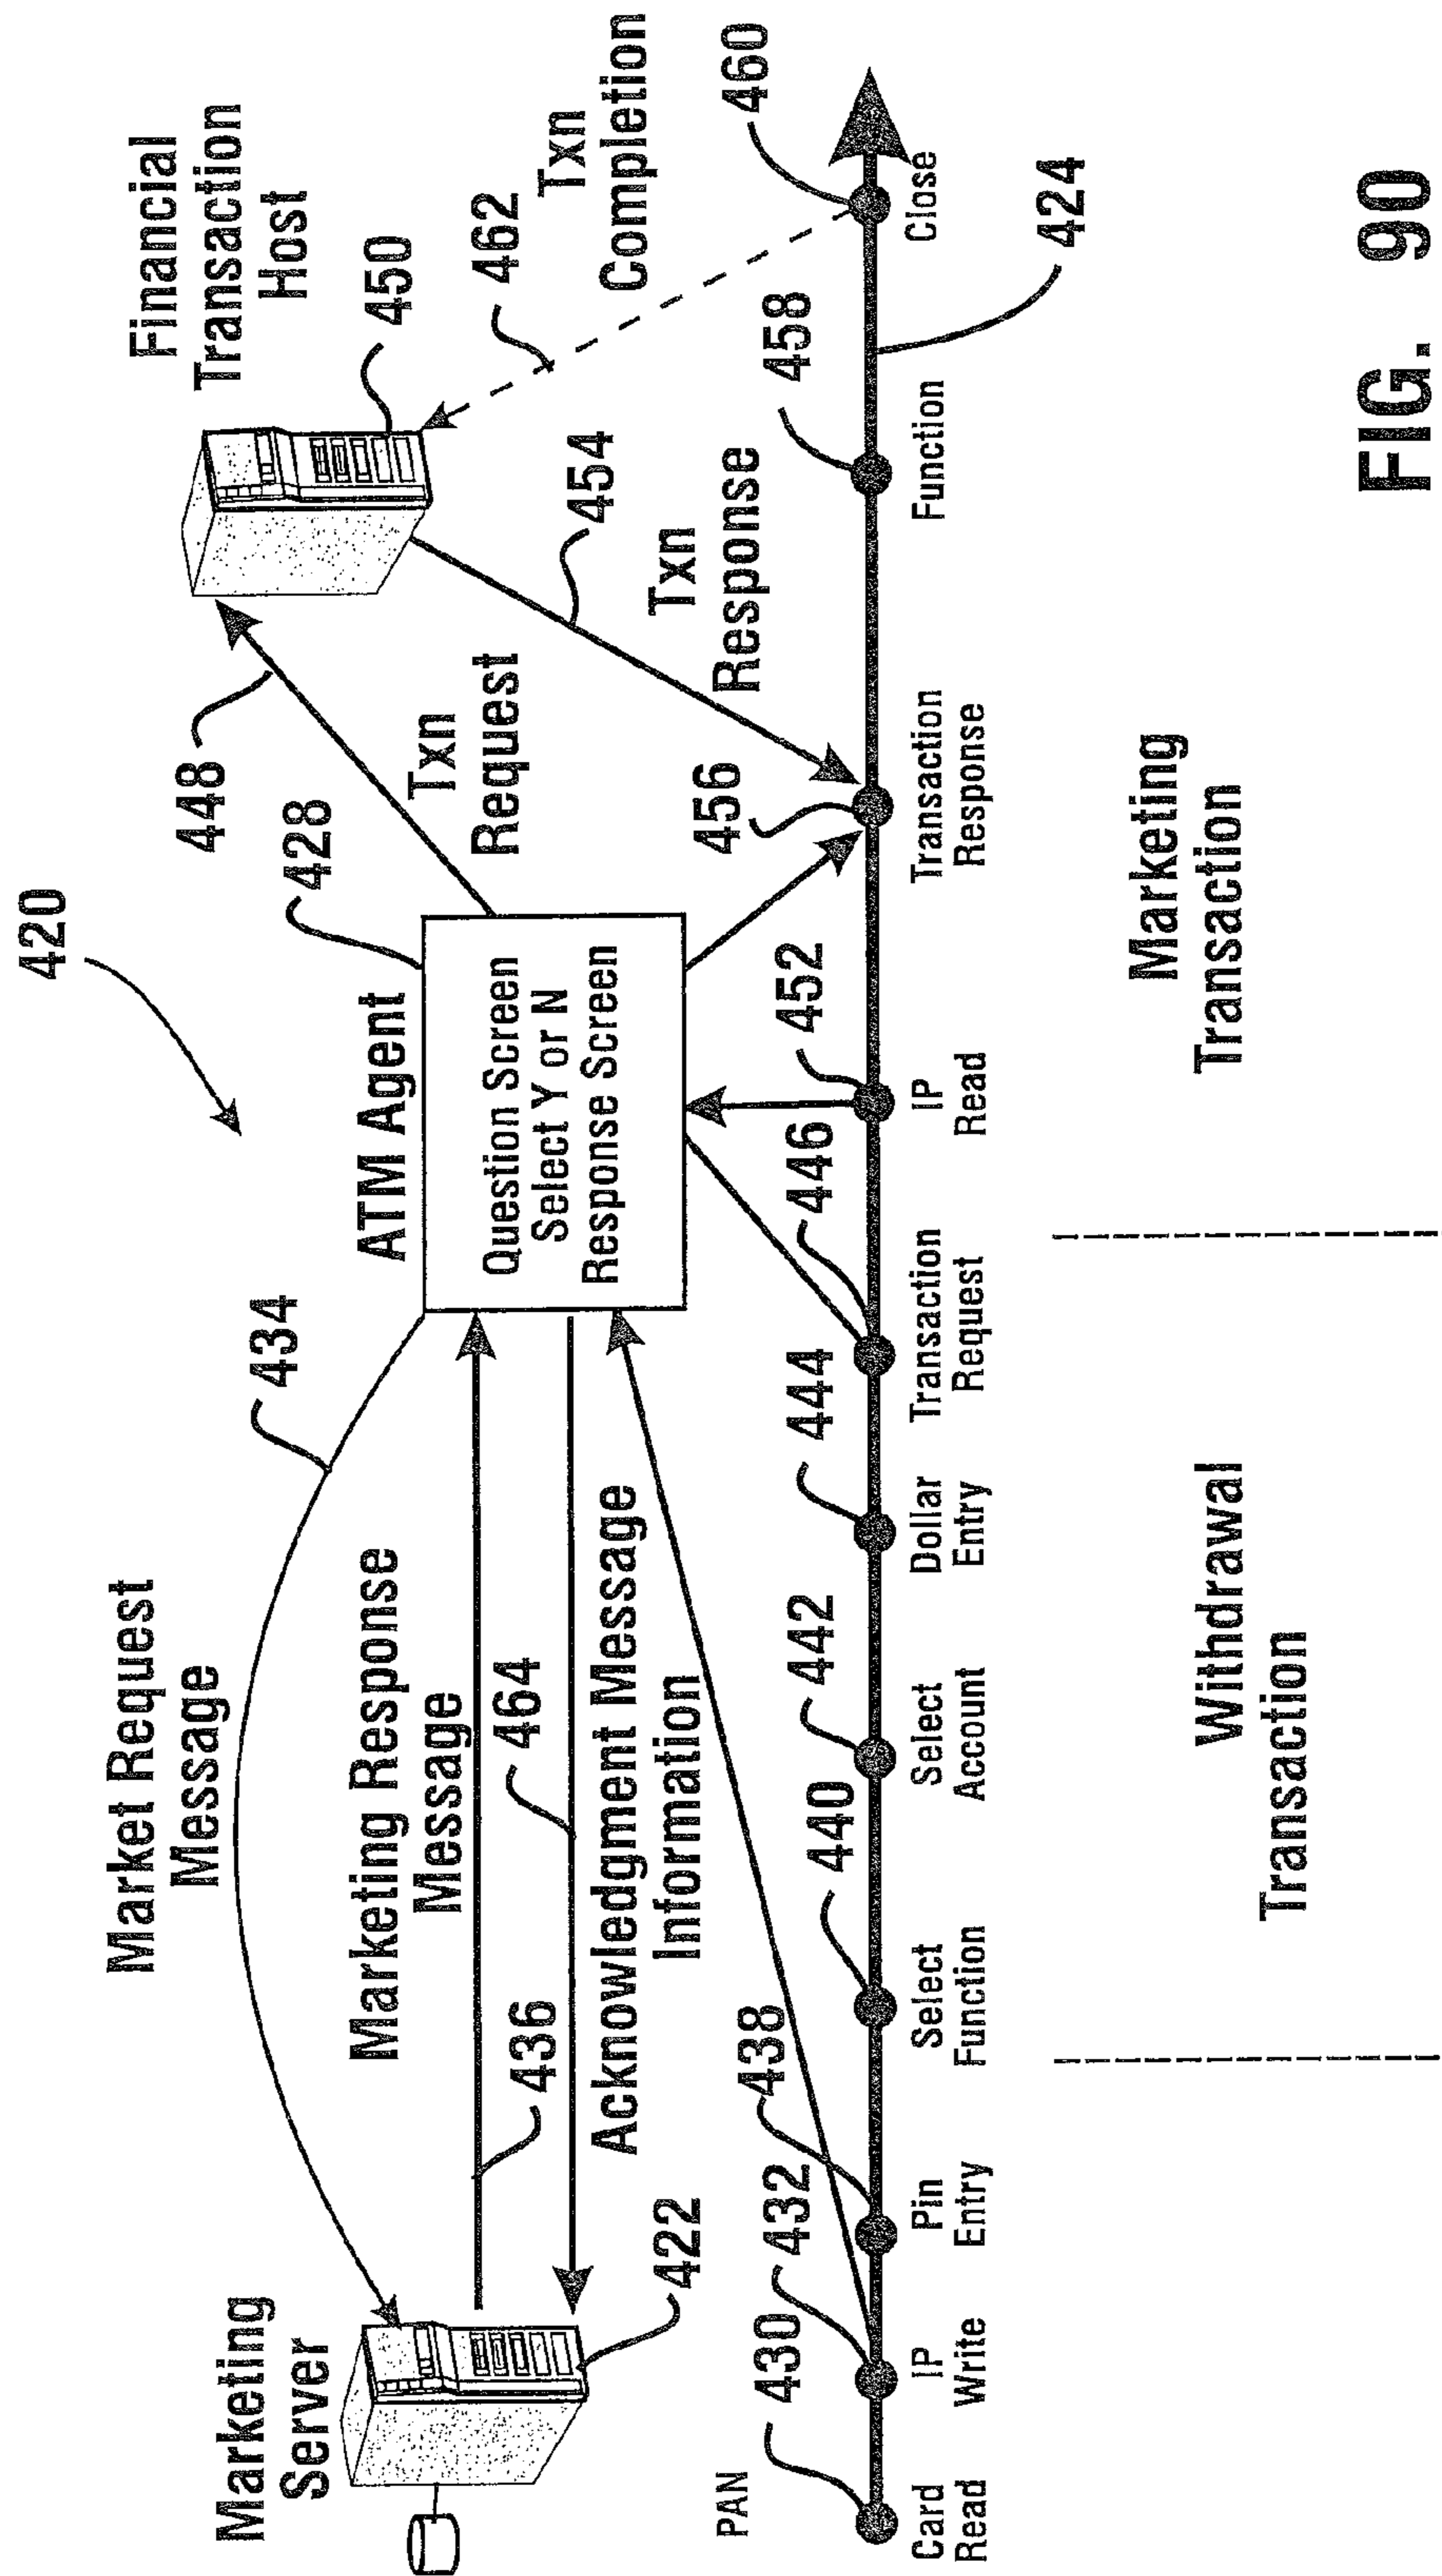 420
Market Request
Message
434
Financial
Transaction
Host
450
Marketing
Server
422
Marketing Response
Message
436
464
Acknowledgment Message
Information
ATM Agent
428
Question Screen
Select Y or N
Response Screen
448
Txn
Request
454
Txn
Response
462
Txn
Completion
PAN
430
432
438
440
442
444
446
452
456
458
460
424
Card
Read
IP
Write
Pin
Entry
Select
Function
Select
Account
Dollar
Entry
Transaction
Request
IP
Read
Transaction
Response
Function
Close
Withdrawal
Transaction
Marketing
Transaction
FIG. 90